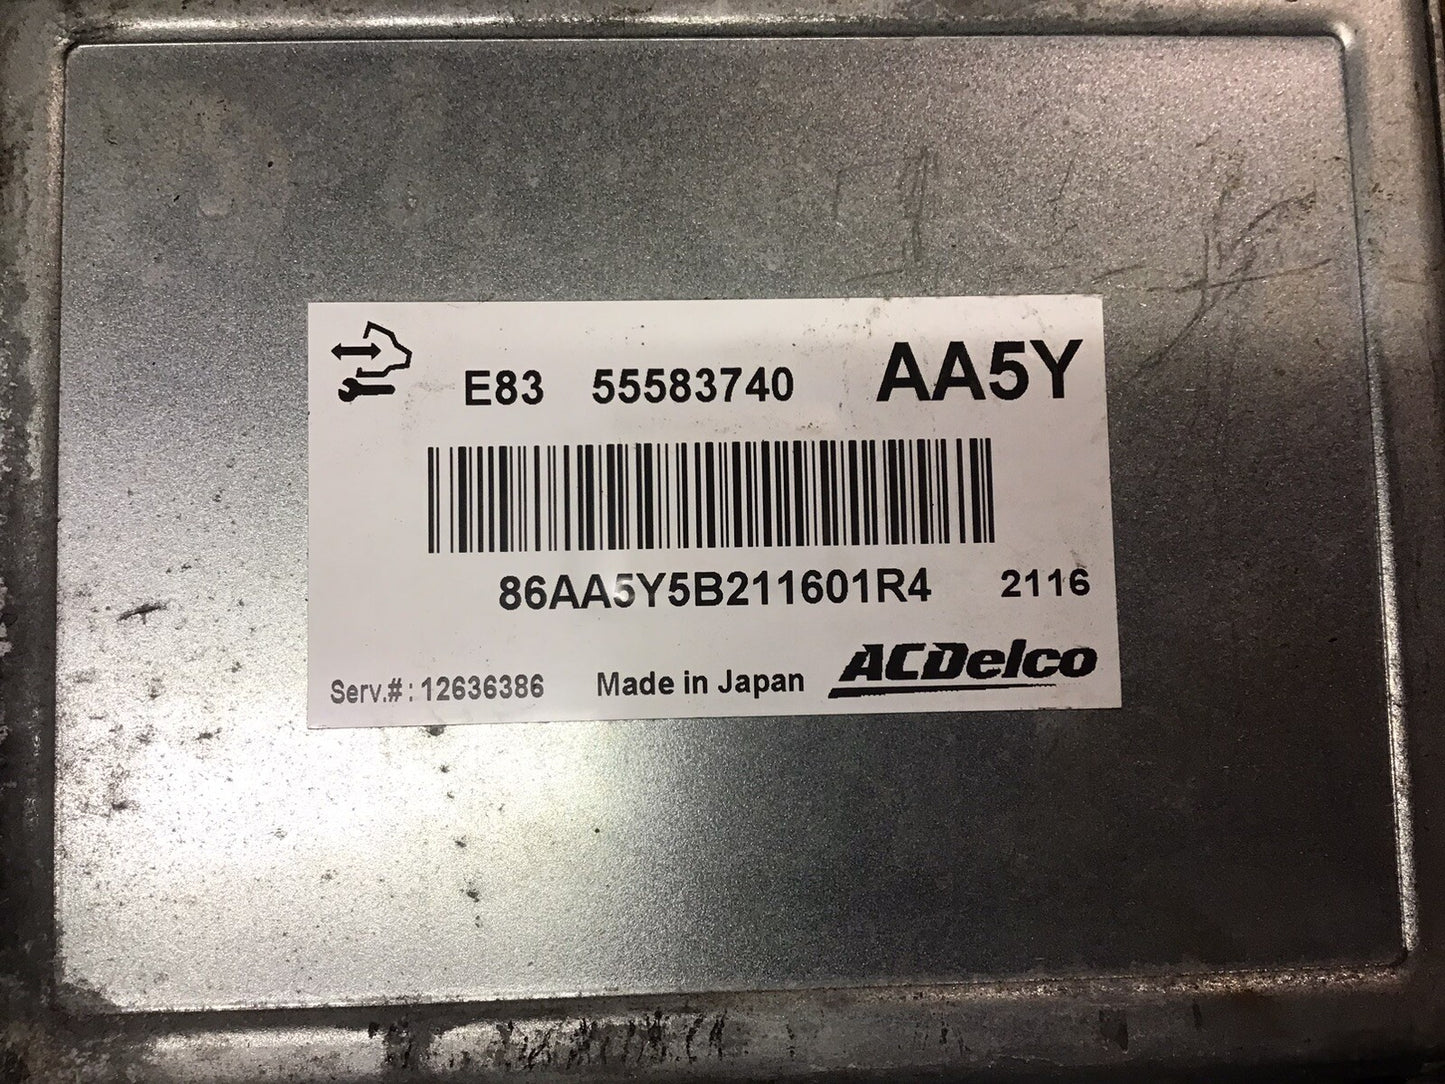 E83 55583740 AA5Y
86AA5Y5B211601R4 2116
Serv.#: 12636386 Made in Japan ACDelco